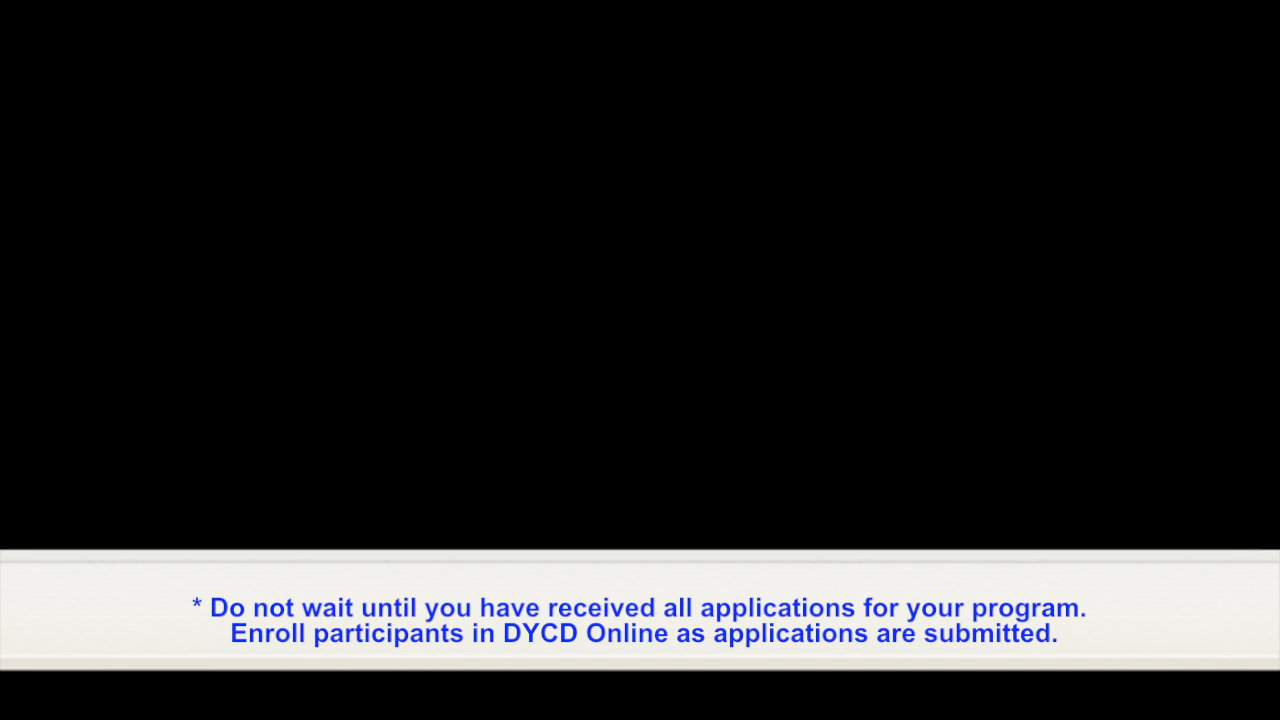 * Do not wait until you have received all applications for your program.
Enroll participants in DYCD Online as applications are submitted.